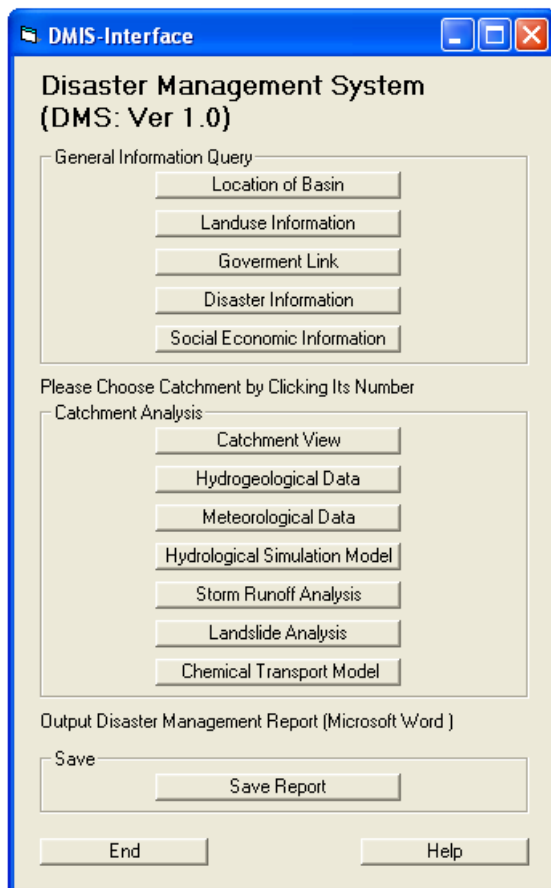 DMIS-Interface
Disaster Management System
(DMS: Ver 1.0)
General Information Query
Location of Basin
Landuse Information
Goverment Link
Disaster Information
Social Economic Information
Please Choose Catchment by Clicking Its Number
Catchment Analysis
Catchment View
Hydrogeological Data
Meteorological Data
Hydrological Simulation Model
Storm Runoff Analysis
Landslide Analysis
Chemical Transport Model
Output Disaster Management Report (Microsoft Word )
Save
Save Report
End
Help